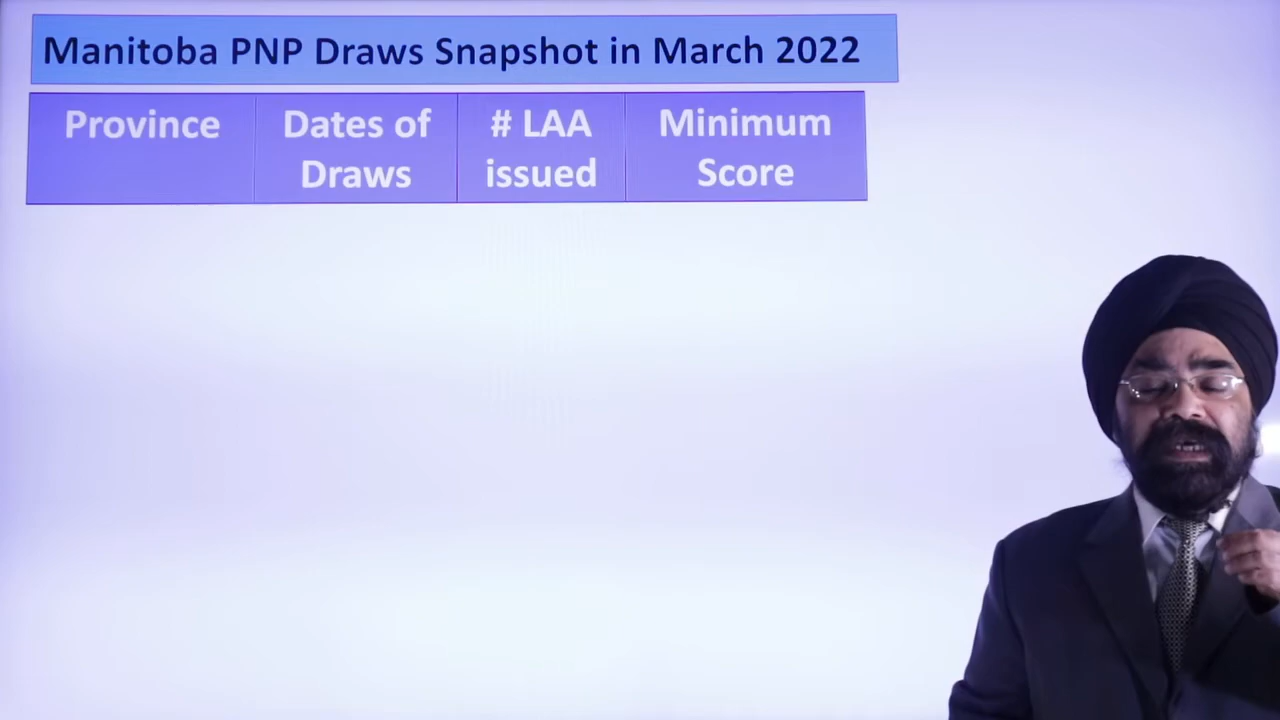 Manitoba PNP Draws Snapshot in March 2022
Province
Dates of
Draws
# LAA
issued
Minimum
Score